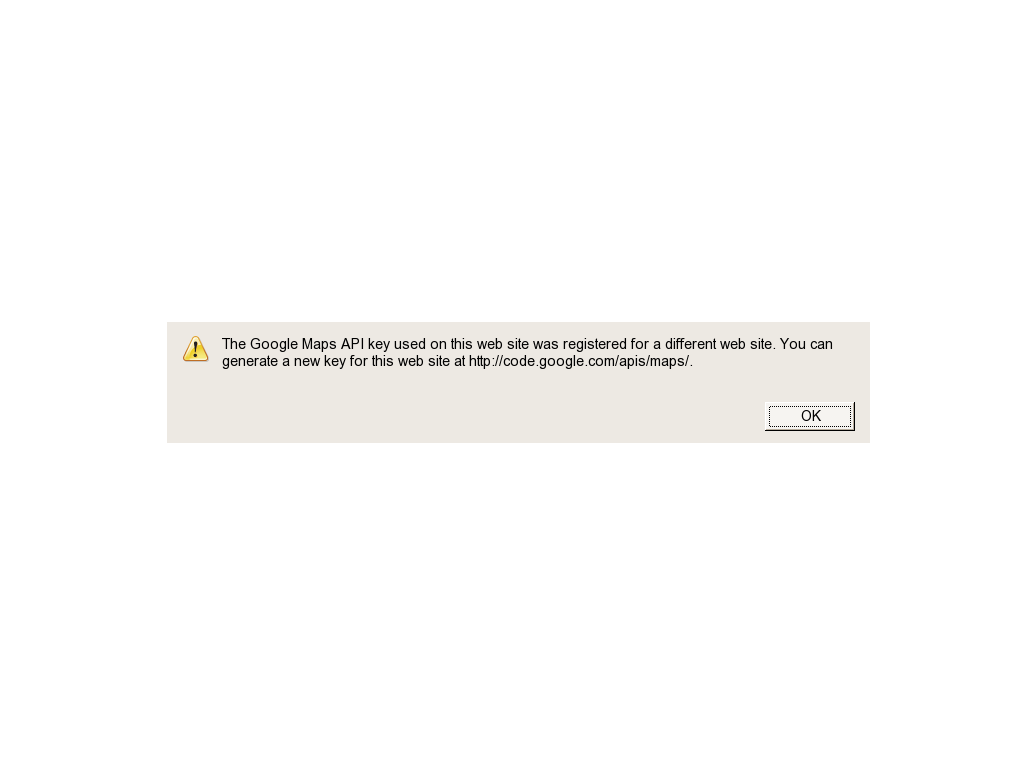 The Google Maps API key used on this web site was registered for a different web site. You can
generate a new key for this web site at http://code.google.com/apis/maps/.
OK